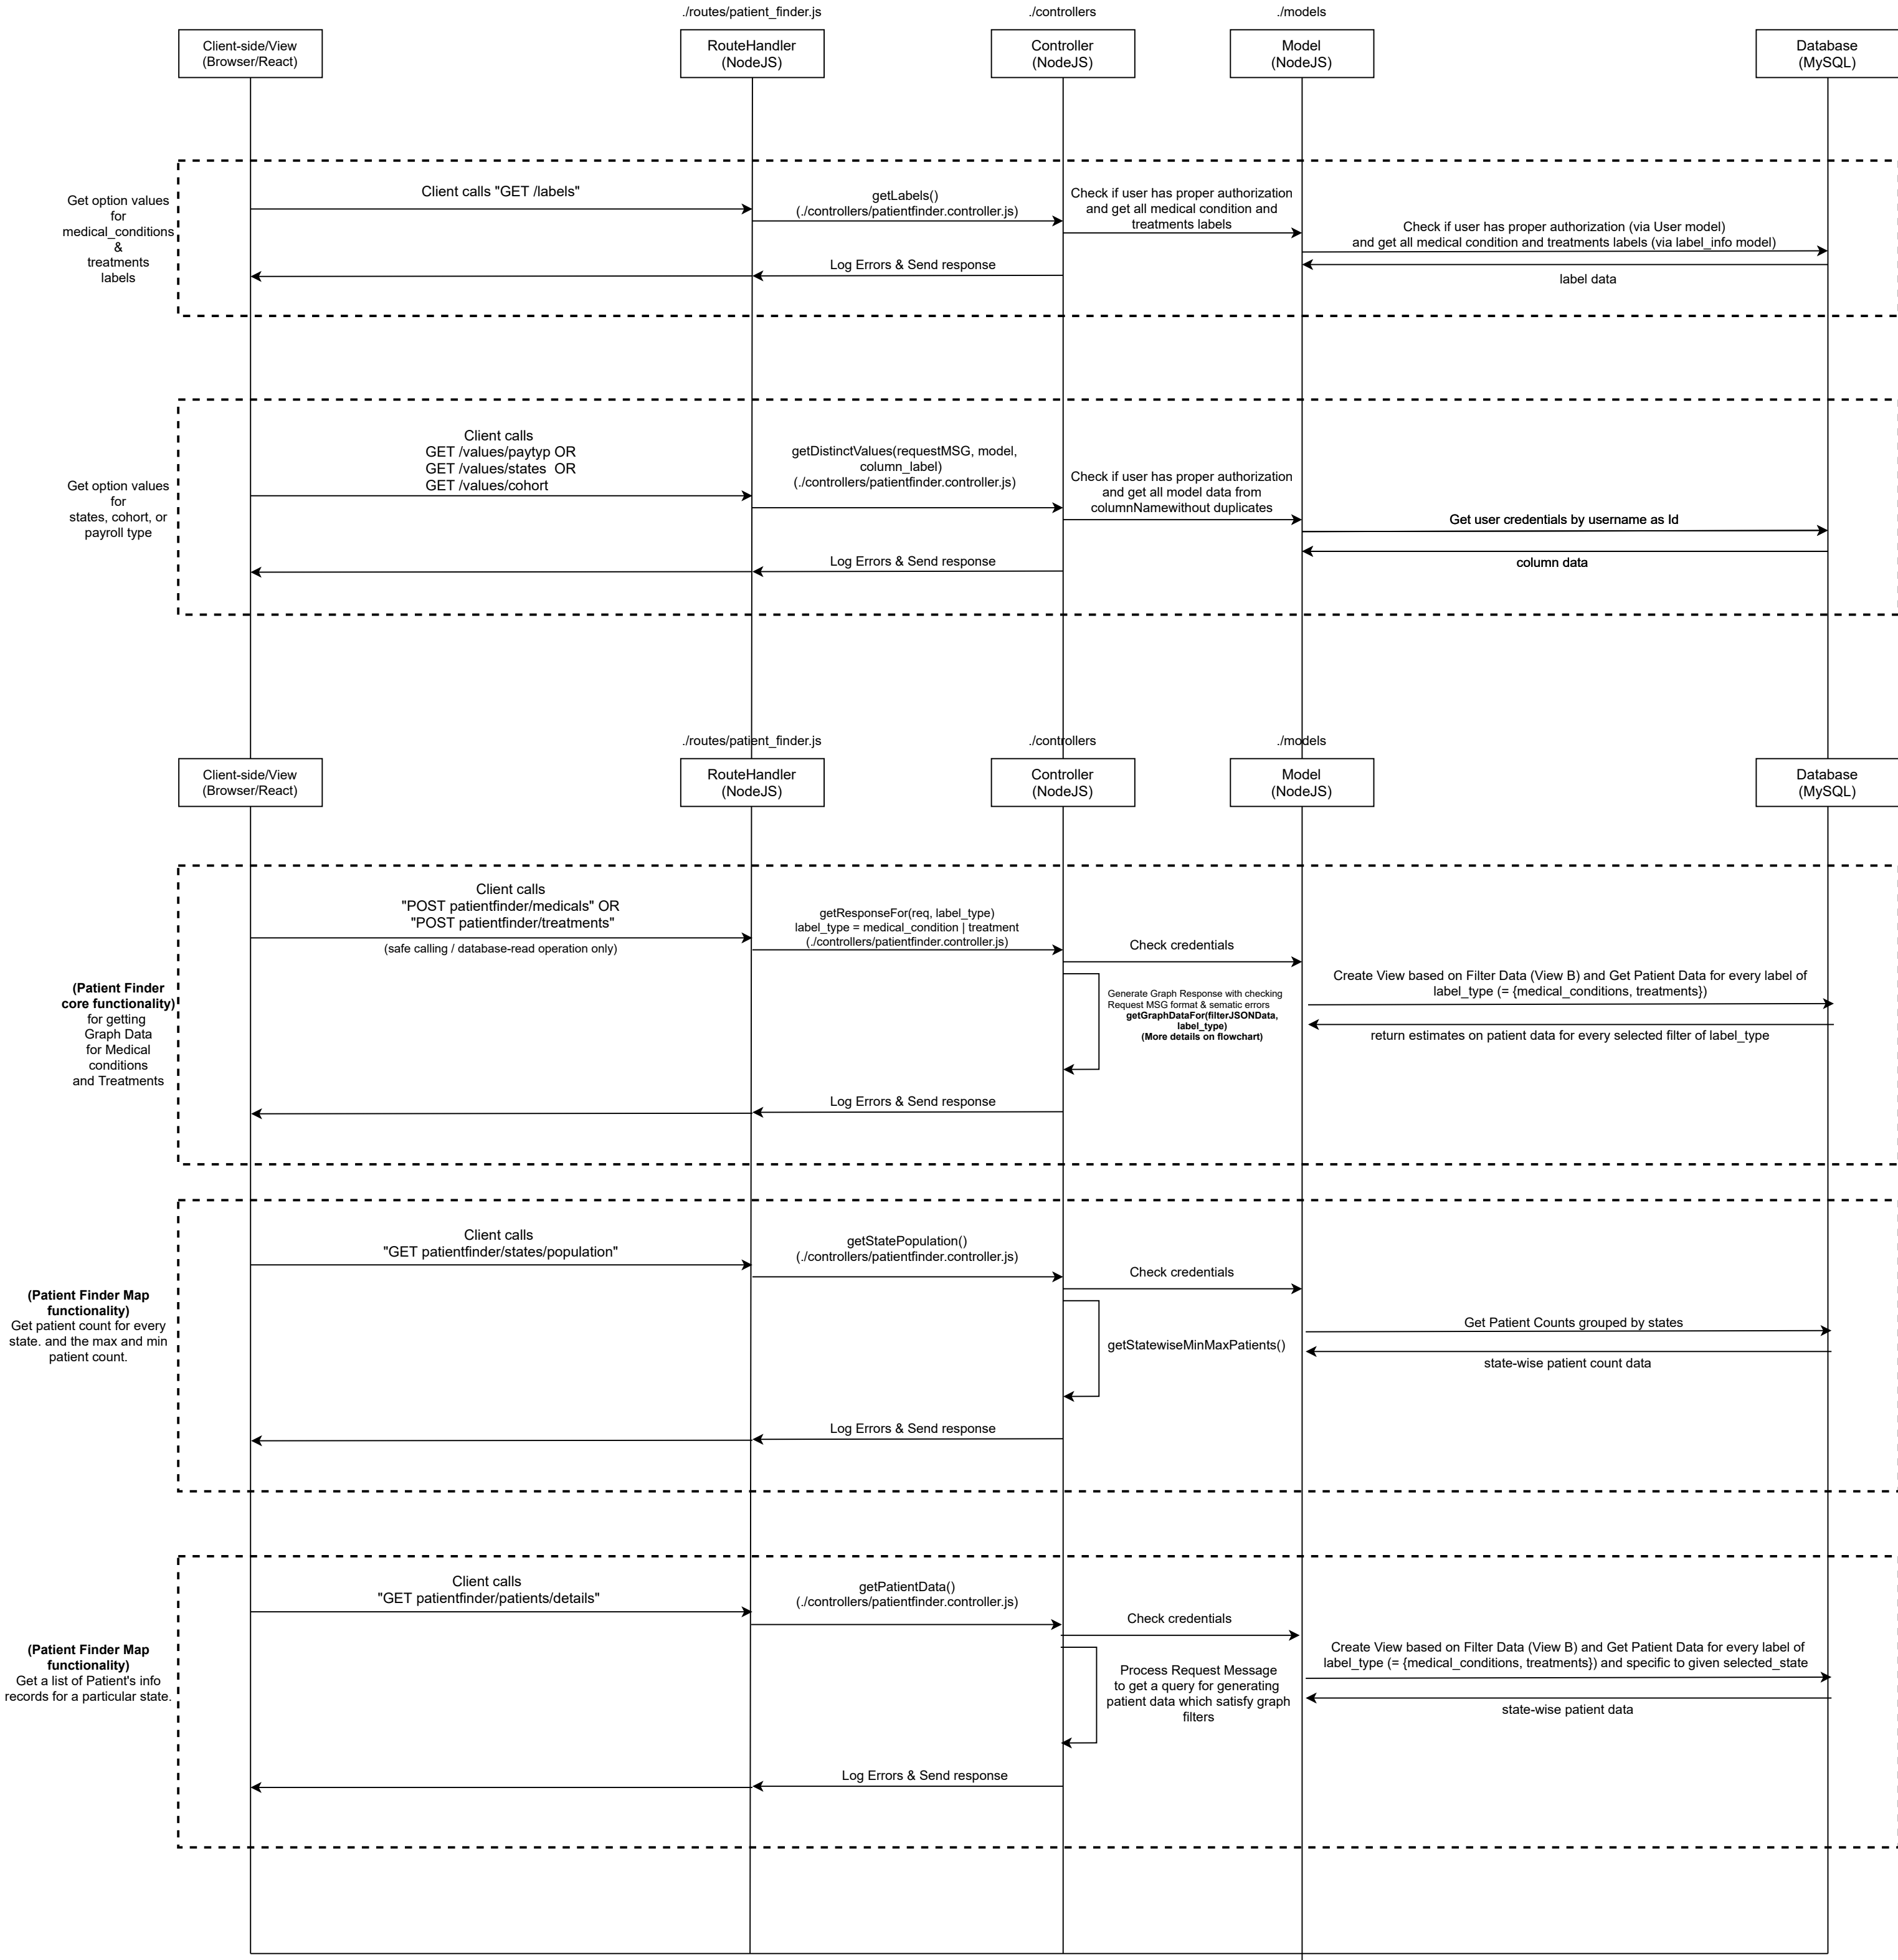 ./routes/patient_finder.js
./controllers
./models
Client-side/View
(Browser/React)
RouteHandler
(NodeJS)
Controller
(NodeJS)
Model
(NodeJS)
Database
(MySQL)
Get option values
for
medical_conditions
&
treatments
labels
Client calls "GET /labels"
getLabels()
(./controllers/patientfinder.controller.js)
Check if user has proper authorization
and get all medical condition and
treatments labels
Check if user has proper authorization (via User model)
and get all medical condition and treatments labels (via label_info model)
Log Errors & Send response
label data
Get option values
for
states, cohort, or
payroll type
Client calls
GET /values/paytyp OR
GET /values/states  OR
GET /values/cohort
getDistinctValues(requestMSG, model,
column_label)
(./controllers/patientfinder.controller.js)
Check if user has proper authorization
and get all model data from
columnNamewithout duplicates
Get user credentials by username as Id
column data
Log Errors & Send response
./routes/patient_finder.js
./controllers
./models
Client-side/View
(Browser/React)
RouteHandler
(NodeJS)
Controller
(NodeJS)
Model
(NodeJS)
Database
(MySQL)
(Patient Finder
core functionality)
for getting
Graph Data
for Medical
conditions
and Treatments
Client calls
"POST patientfinder/medicals" OR
"POST patientfinder/treatments"
(safe calling / database-read operation only)
getResponseFor(req, label_type)
label_type = medical_condition | treatment
(./controllers/patientfinder.controller.js)
Check credentials
Generate Graph Response with checking
Request MSG format & sematic errors
getGraphDataFor(filterJSONData,
label_type)
(More details on flowchart)
Create View based on Filter Data (View B) and Get Patient Data for every label of
label_type (= {medical_conditions, treatments})
return estimates on patient data for every selected filter of label_type
Log Errors & Send response
(Patient Finder Map
functionality)
Get patient count for every
state. and the max and min
patient count.
Client calls
"GET patientfinder/states/population"
getStatePopulation()
(./controllers/patientfinder.controller.js)
Check credentials
getStatewiseMinMaxPatients()
Get Patient Counts grouped by states
state-wise patient count data
Log Errors & Send response
(Patient Finder Map
functionality)
Get a list of Patient's info
records for a particular state.
Client calls
"GET patientfinder/patients/details"
getPatientData()
(./controllers/patientfinder.controller.js)
Check credentials
Process Request Message
to get a query for generating
patient data which satisfy graph
filters
Create View based on Filter Data (View B) and Get Patient Data for every label of
label_type (= {medical_conditions, treatments}) and specific to given selected_state
state-wise patient data
Log Errors & Send response